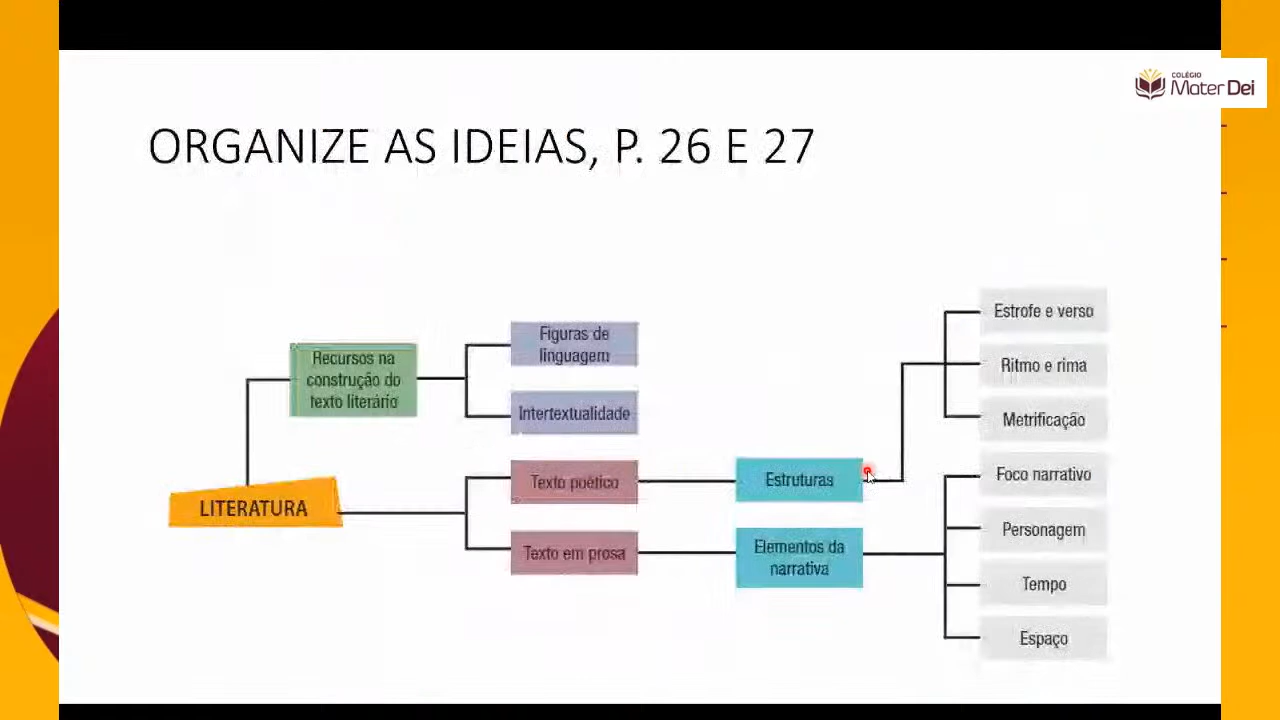 COLÉGIO
Mater Dei
ORGANIZE AS IDEIAS, P. 26 E 27
LITERATURA
Recursos na
construção do
texto literário
Figuras de
linguagem
Intertextualidade
Texto poético
Texto em prosa
Estruturas
Elementos da
narrativa
Estrofe e verso
Ritmo e rima
Metrificação
Foco narrativo
Personagem
Tempo
Espaço